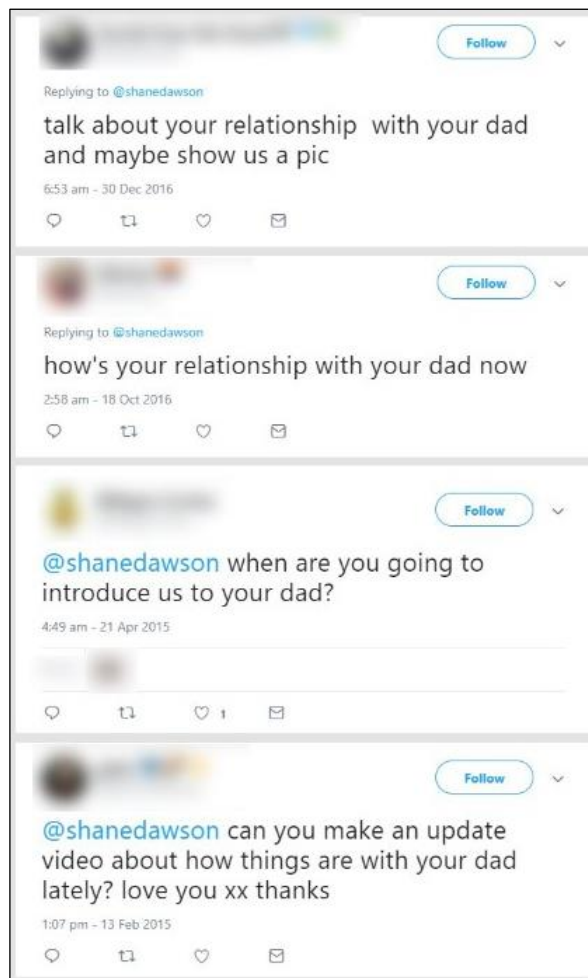 Follow
Replying to @shanedawson
talk about your relationship with your dad
and maybe show us a pic
6:53 am - 30 Dec 2016
Follow
Replying to @shanedawson
how's your relationship with your dad now
2:58 am - 18 Oct 2016
Follow
@shanedawson when are you going to
introduce us to your dad?
4:49 am - 21 Apr 2015
1
Follow
@shanedawson can you make an update
video about how things are with your dad
lately? love you xx thanks
1:07 pm - 13 Feb 2015